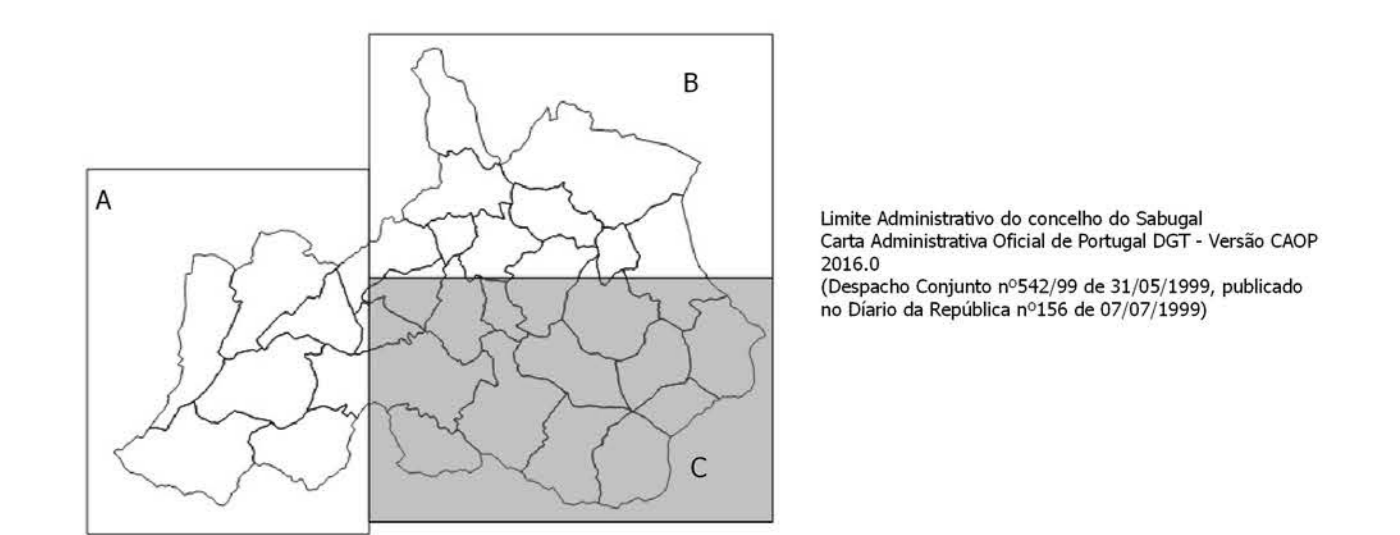 B
A
Limite Administrativo do concelho do Sabugal
Carta Administrativa Oficial de Portugal DGT - Versão CAOP
2016.0
(Despacho Conjunto nº542/99 de 31/05/1999, publicado
no Díario da República nº156 de 07/07/1999)
C